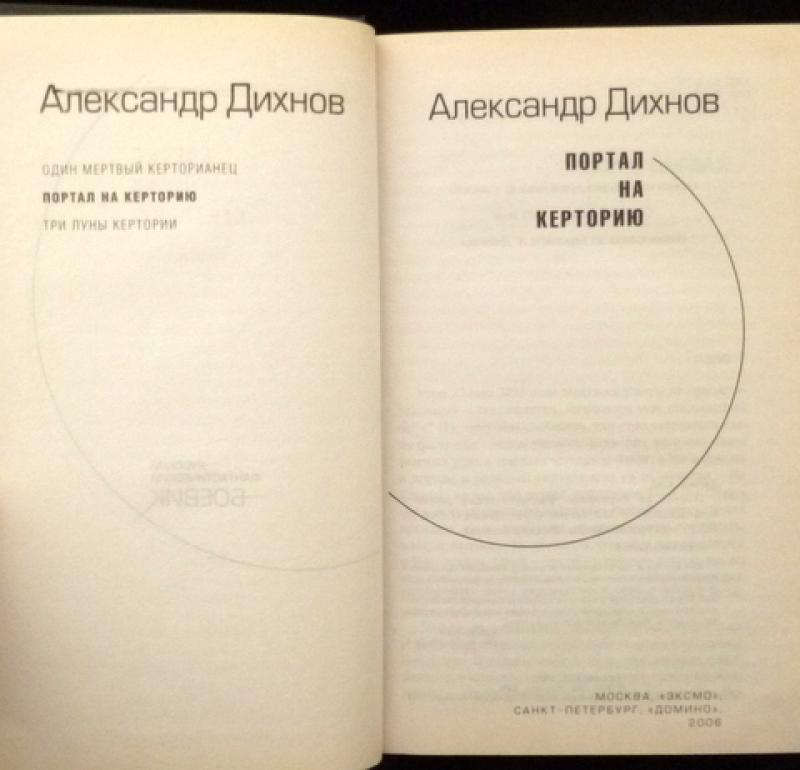 Александр Дихнов
ОДИН МЕРТВЫЙ КЕРТОРИАНЕЦ
ПОРТАЛ НА КЕРТОРИЮ
ТРИ ЛУНЫ КЕРТОРИИ
БОЕВИК
Александр Дихнов
ПОРТАЛ
НА
КЕРТОРИЮ
МОСКВА, «ЭКСМО»,
САНКТ-ПЕТЕРБУРГ, «ДОМИНО»,
2006